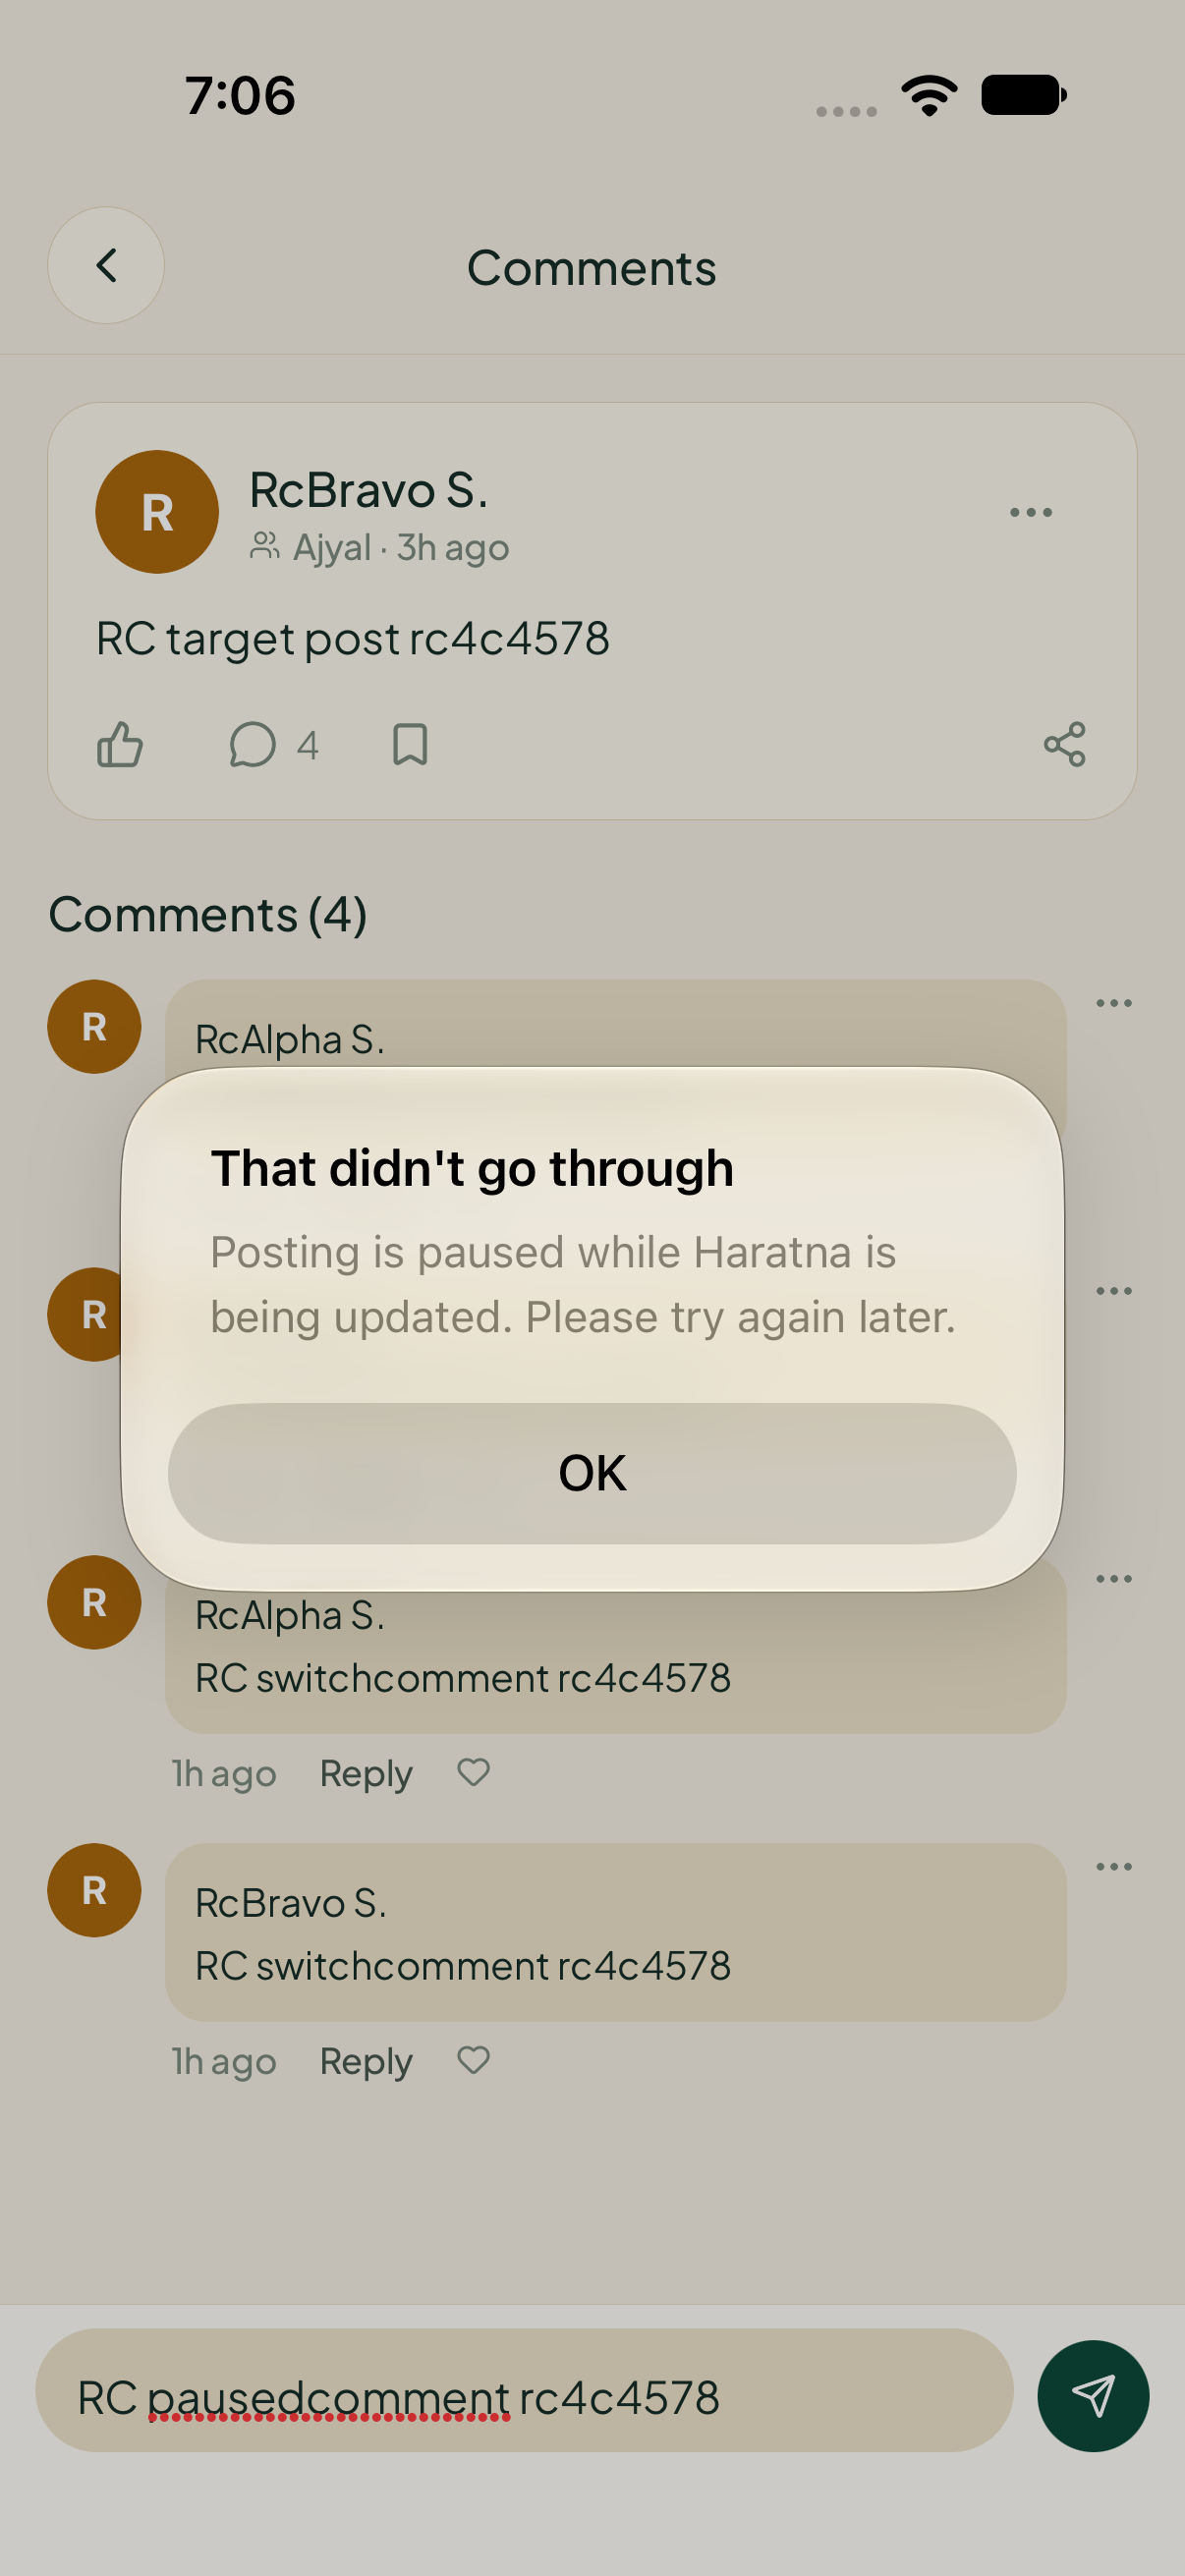 7:06
Comments
R
RcBravo S.
Ajyal · 3h ago
RC target post rc4c4578
4
Comments (4)
R
RcAlpha S.
That didn't go through
Posting is paused while Haratna is
being updated. Please try again later.
OK
R
R
RcAlpha S.
RC switchcomment rc4c4578
1h ago Reply
R
RcBravo S.
RC switchcomment rc4c4578
1h ago Reply
RC pausedcomment rc4c4578